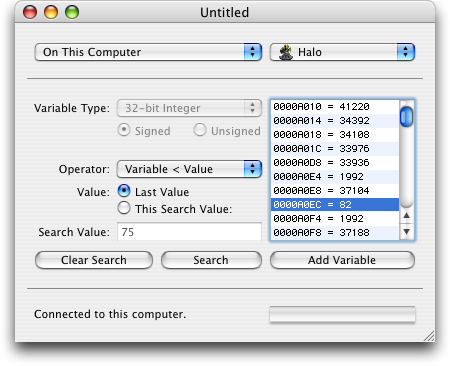 Untitled
On This Computer
Halo
Variable Type: 32-bit Integer
Signed Unsigned
Operator: Variable < Value
Value: Last Value
This Search Value:
Search Value: 75
0000A010 = 41220
0000A014 = 34392
0000A018 = 34108
0000A01C = 33976
0000A0D8 = 33936
0000A0E4 = 1992
0000A0E8 = 37104
0000A0EC = 82
0000A0F4 = 1992
0000A0F8 = 37188
Clear Search Search Add Variable
Connected to this computer.